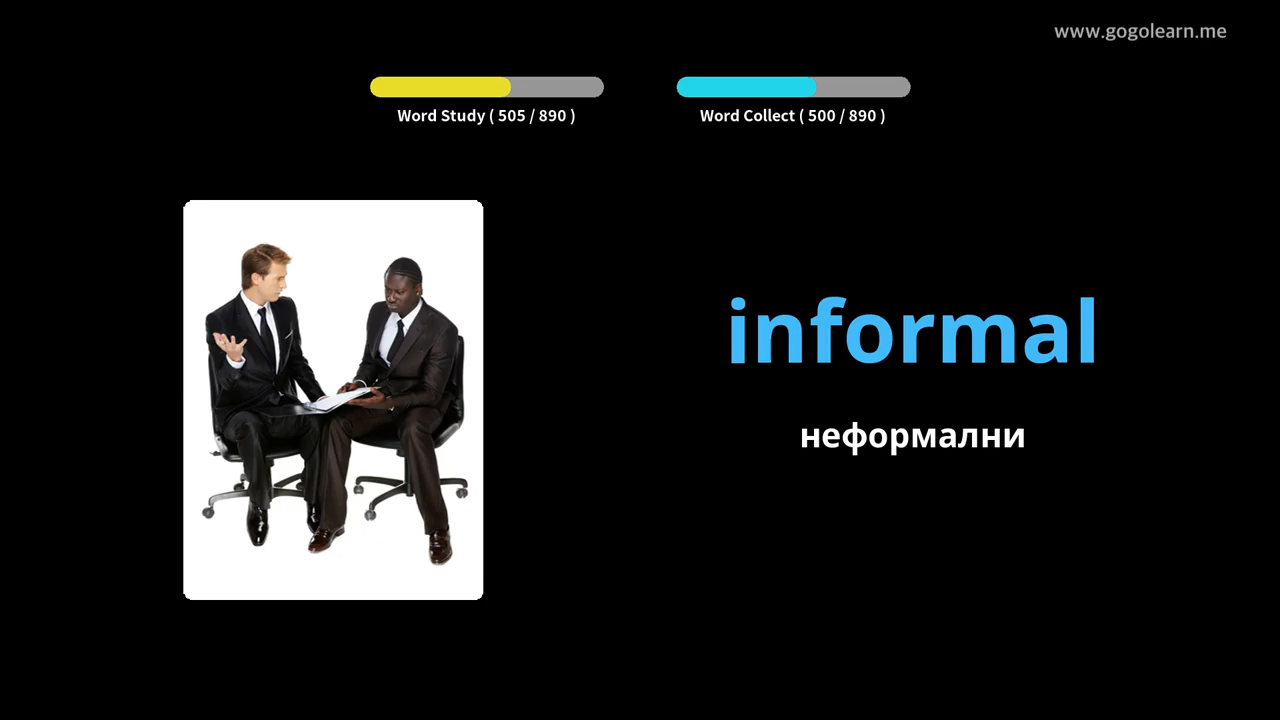 www.gogolearn.me
Word Study ( 505 / 890 )
Word Collect ( 500 / 890 )
informal
неформални